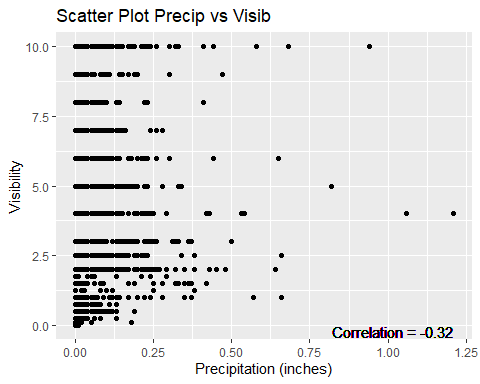 Scatter Plot Precip vs Visib
10.0
7.5
5.0
2.5
0.0
Visibility
Correlation = -0.32
0.00 0.25 0.50 0.75 1.00 1.25
Precipitation (inches)